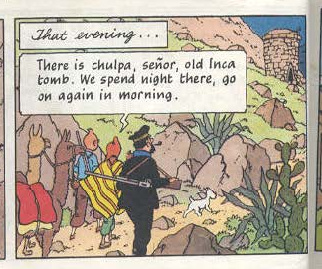 That evening...
There is chulpa, señor, old Inca
tomb. We spend night there, go
on again in morning.